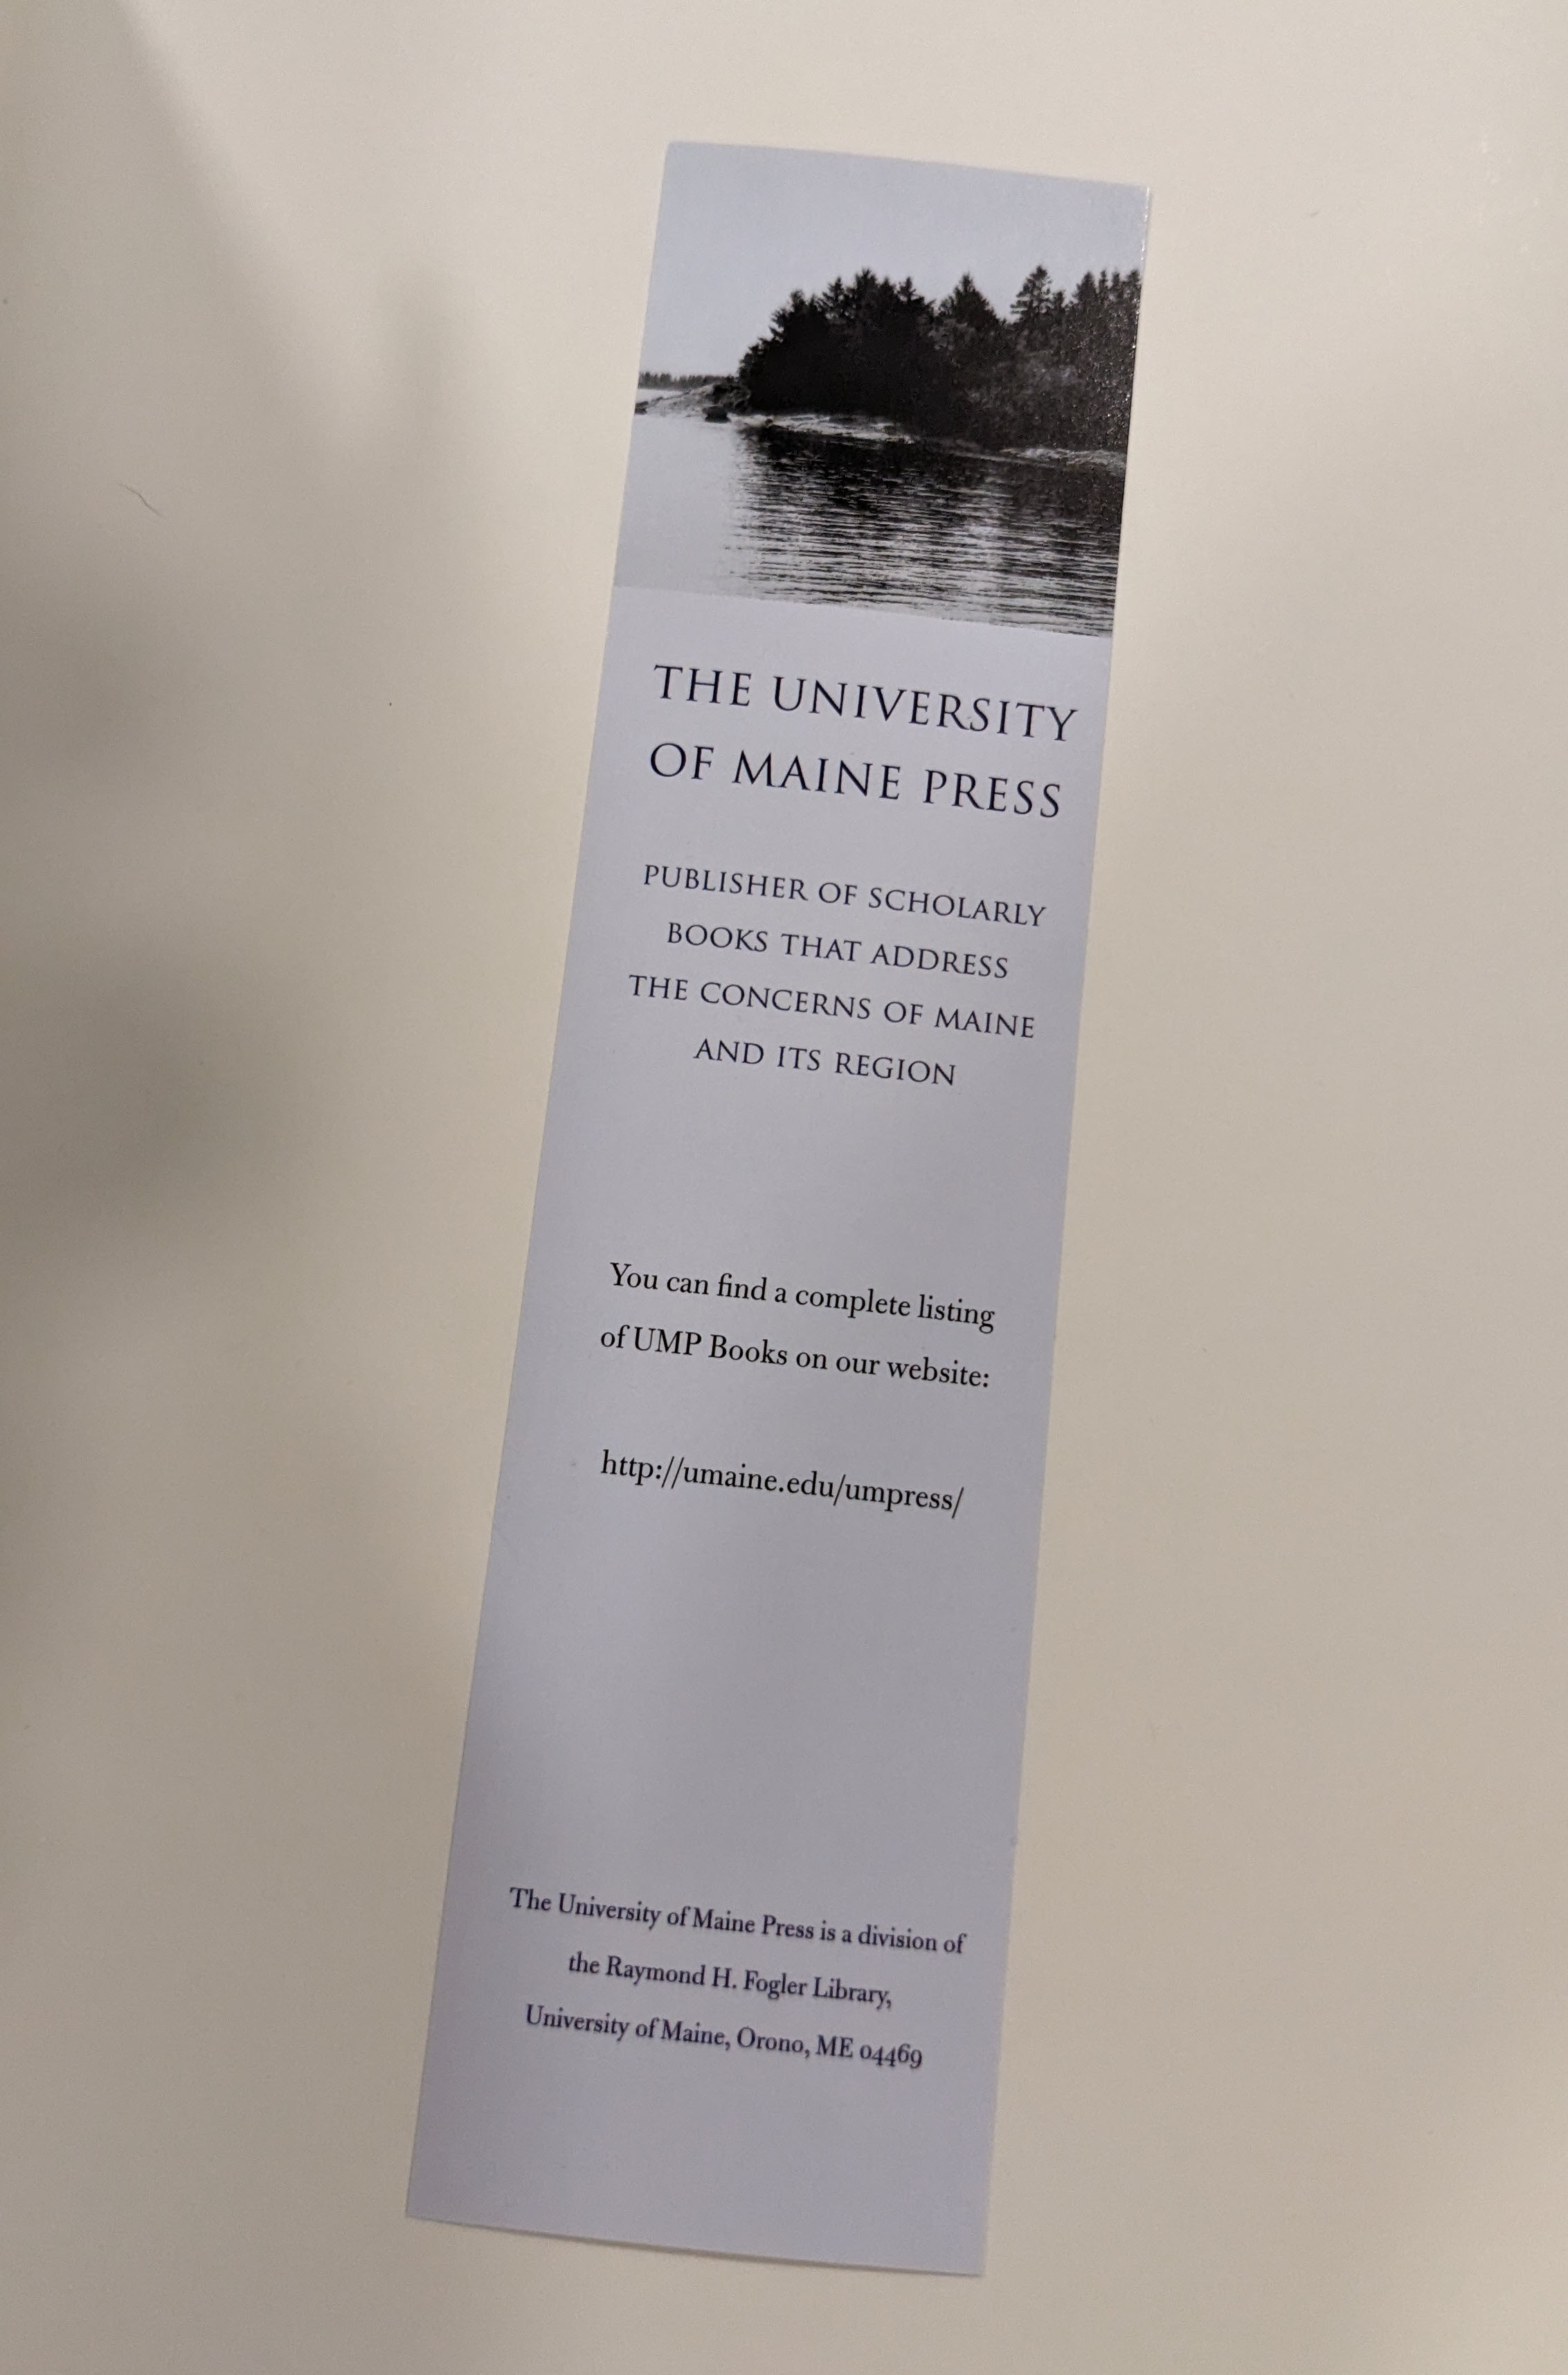 THE UNIVERSITY
OF MAINE PRESS
PUBLISHER OF SCHOLARLY
BOOKS THAT ADDRESS
THE CONCERNS OF MAINE
AND ITS REGION
You can find a complete listing
of UMP Books on our website:
http://umaine.edu/umpress/
The University of Maine Press is a division of
the Raymond H. Fogler Library,
University of Maine, Orono, ME 04469